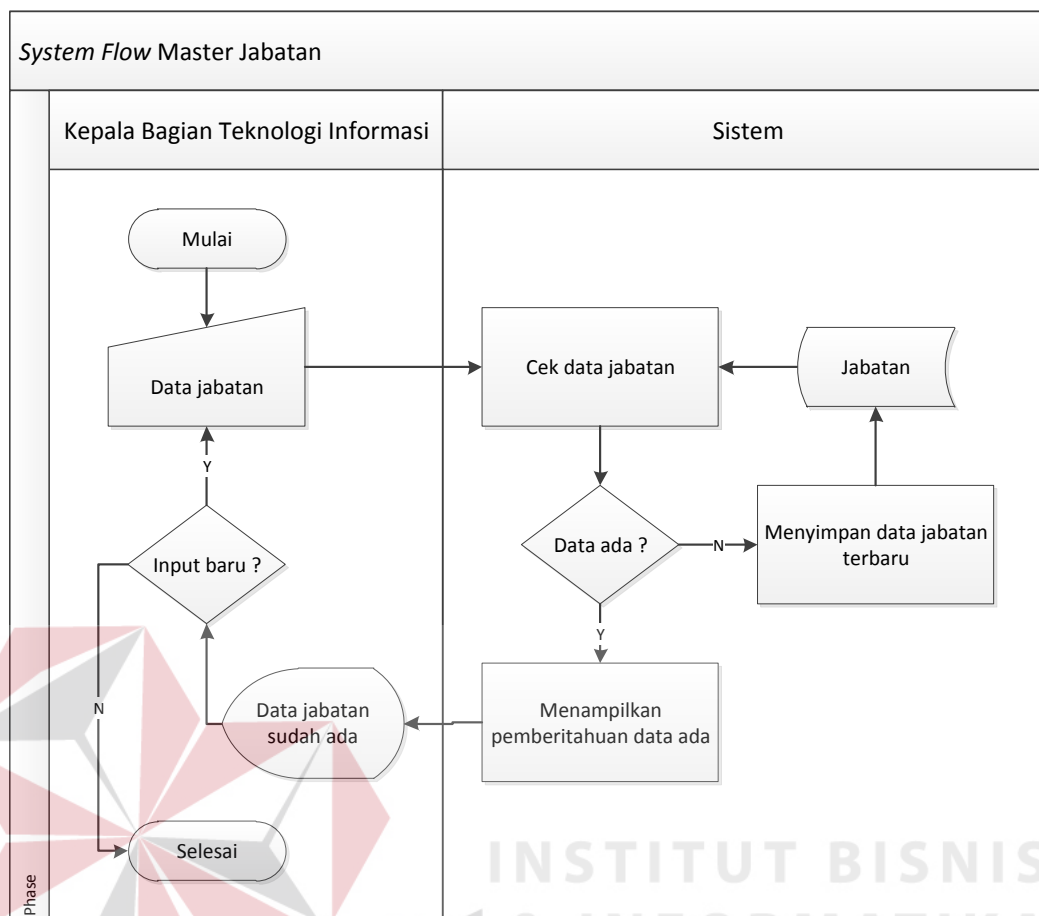 System Flow Master Jabatan
Kepala Bagian Teknologi Informasi
Sistem
Mulai
Data jabatan
Cek data jabatan
Jabatan
Y
Input baru ?
Data ada ?
N
Menyimpan data jabatan
terbaru
Y
N
Data jabatan
sudah ada
Menampilkan
pemberitahuan data ada
Selesai
Phase
INSTITUT BISNIS